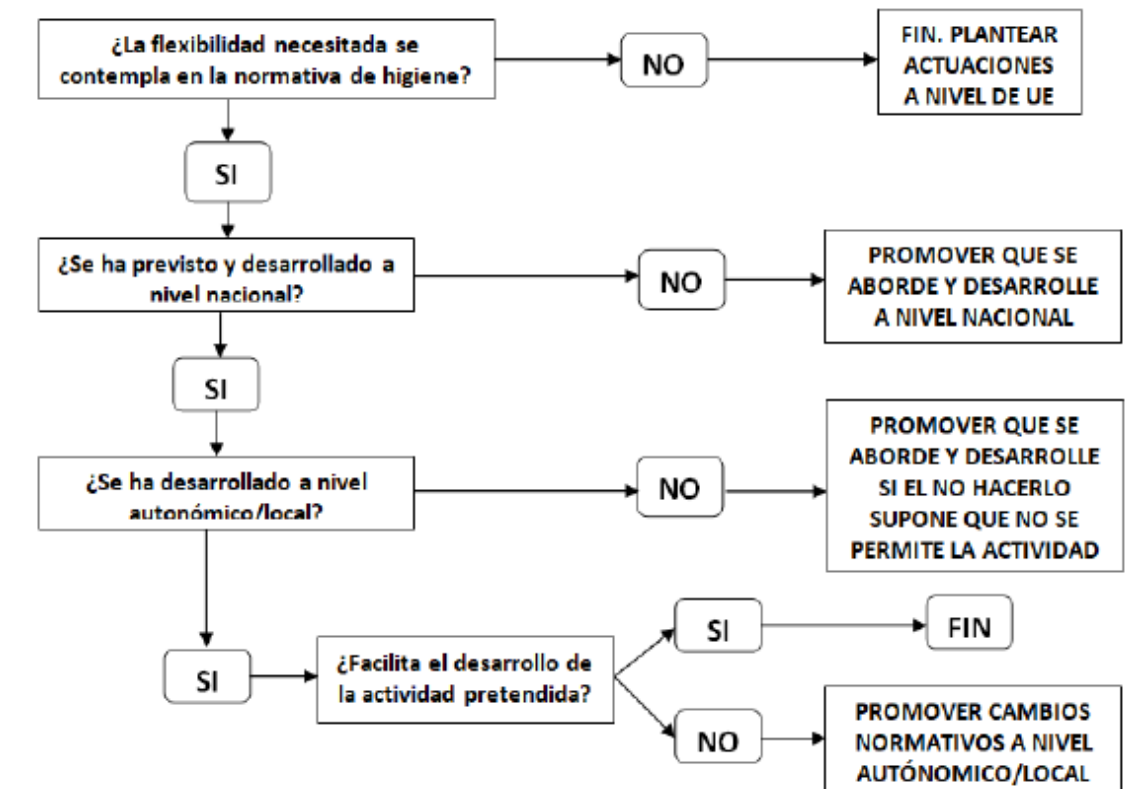 ¿La flexibilidad necesitada se
contempla en la normativa de higiene?
NO
FIN. PLANTEAR
ACTUACIONES
A NIVEL DE UE
SI
¿Se ha previsto y desarrollado a
nivel nacional?
NO
PROMOVER QUE SE
ABORDE Y DESARROLLE
A NIVEL NACIONAL
SI
¿Se ha desarrollado a nivel
autonómico/local?
NO
PROMOVER QUE SE
ABORDE Y DESARROLLE
SI EL NO HACERLO
SUPONE QUE NO SE
PERMITE LA ACTIVIDAD
SI
¿Facilita el desarrollo de
la actividad pretendida?
SI
FIN
NO
PROMOVER CAMBIOS
NORMATIVOS A NIVEL
AUTÓNOMICO/LOCAL